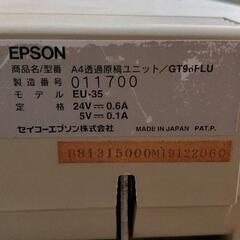 EPSON
商品名/型番 A4透過原稿ユニット/GT96FLU
製造番号 011700
モデル EU-35
定格 24V⎓0.6A
5V⎓0.1A
セイコーエプソン株式会社
MADE IN JAPAN PAT.P.
B81315000M19122060